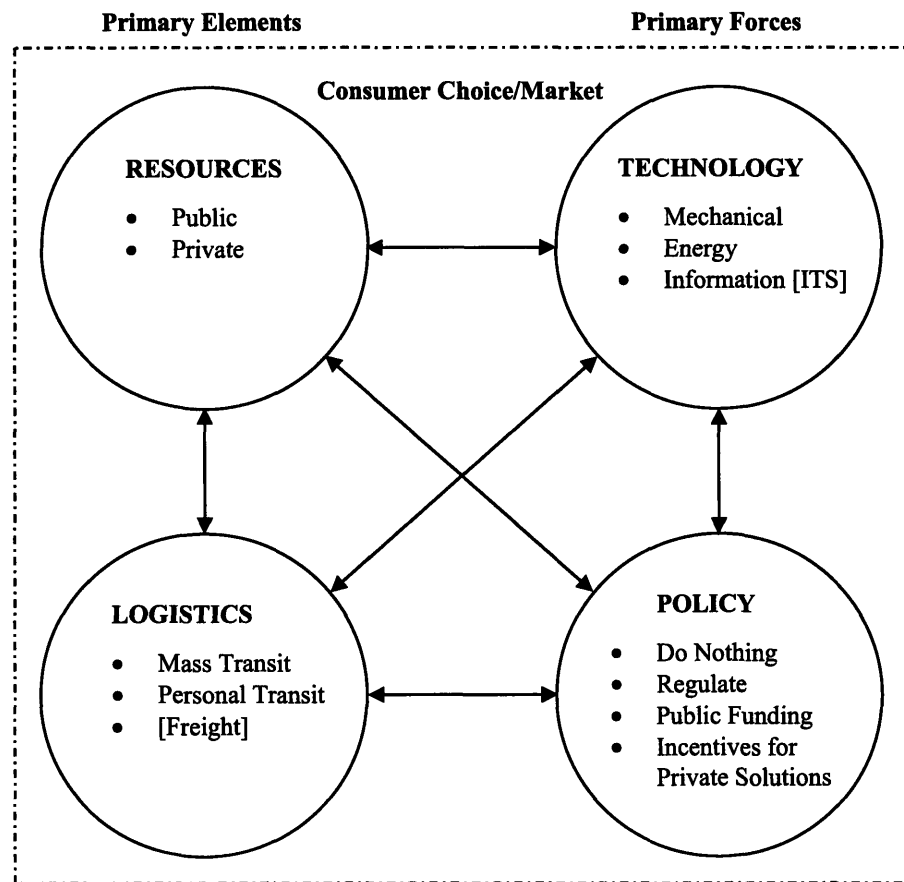 Primary Elements
Primary Forces
Consumer Choice/Market
RESOURCES
• Public
• Private
TECHNOLOGY
• Mechanical
• Energy
• Information [ITS]
LOGISTICS
• Mass Transit
• Personal Transit
• [Freight]
POLICY
• Do Nothing
• Regulate
• Public Funding
• Incentives for
Private Solutions